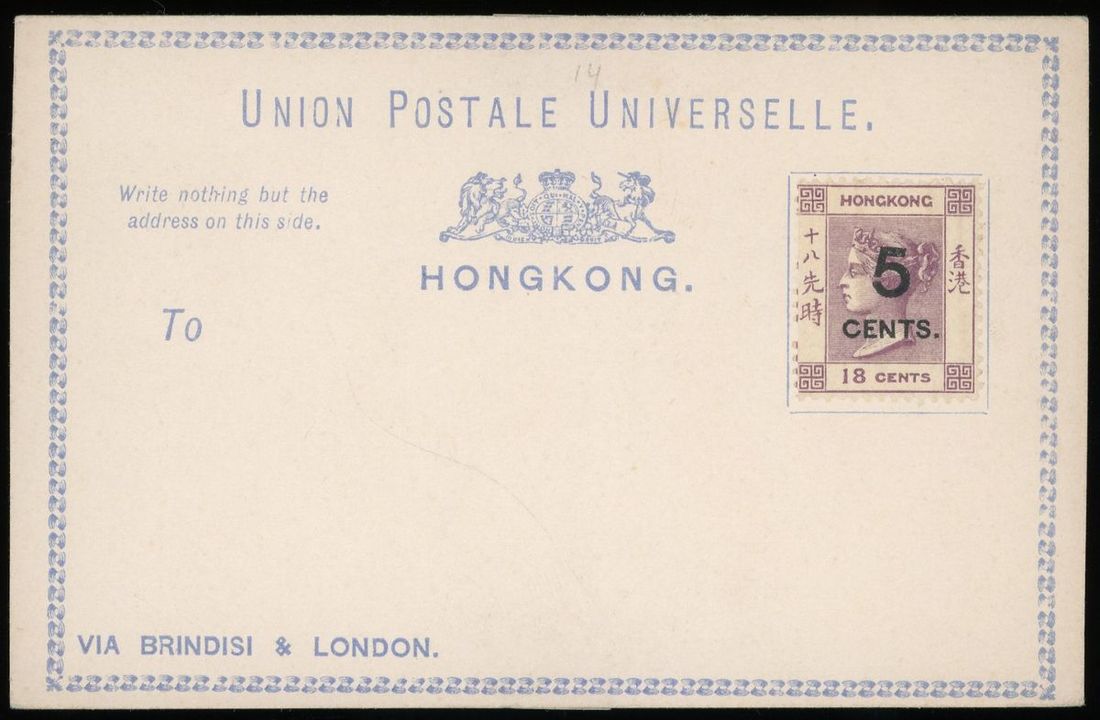 14
UNION POSTALE UNIVERSELLE.
Write nothing but the
address on this side.
HONGKONG.
To
HONGKONG
十八先時
香港
5
CENTS.
18 CENTS
VIA BRINDISI & LONDON.